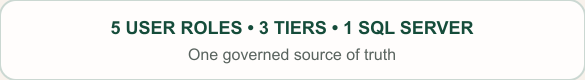 5 USER ROLES • 3 TIERS • 1 SQL SERVER
One governed source of truth